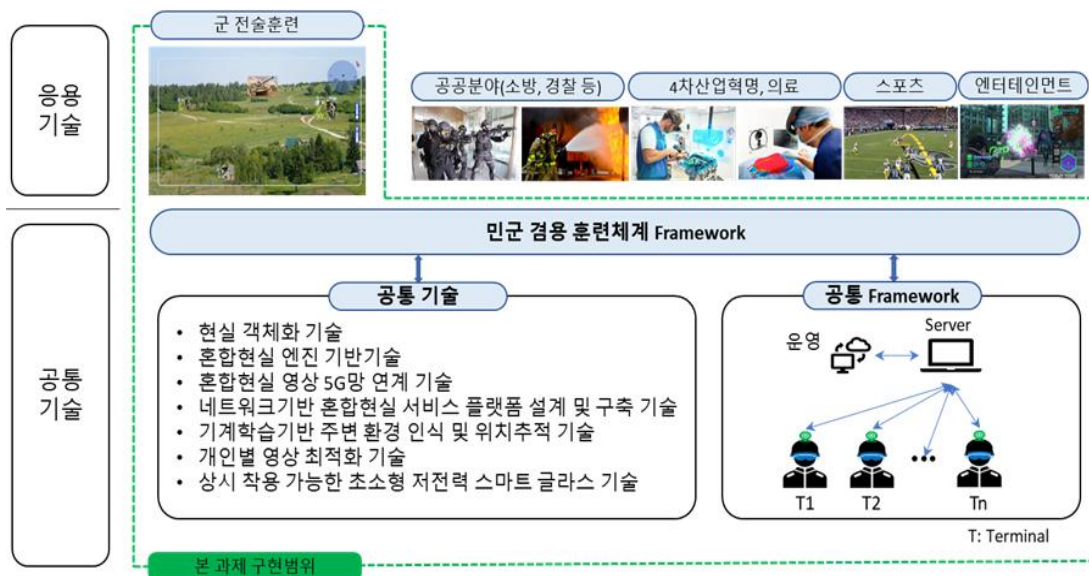 군 전술훈련
응용
기술
공공분야(소방, 경찰 등)
4차산업혁명, 의료
스포츠
엔터테인먼트
민군 겸용 훈련체계 Framework
공통
기술
공통 기술
• 현실 객체화 기술
• 혼합현실 엔진 기반기술
• 혼합현실 영상 5G망 연계 기술
• 네트워크기반 혼합현실 서비스 플랫폼 설계 및 구축 기술
• 기계학습기반 주변 환경 인식 및 위치추적 기술
• 개인별 영상 최적화 기술
• 상시 착용 가능한 초소형 저전력 스마트 글라스 기술
공통 Framework
운영
Server
T1
T2
Tn
T: Terminal
본 과제 구현범위